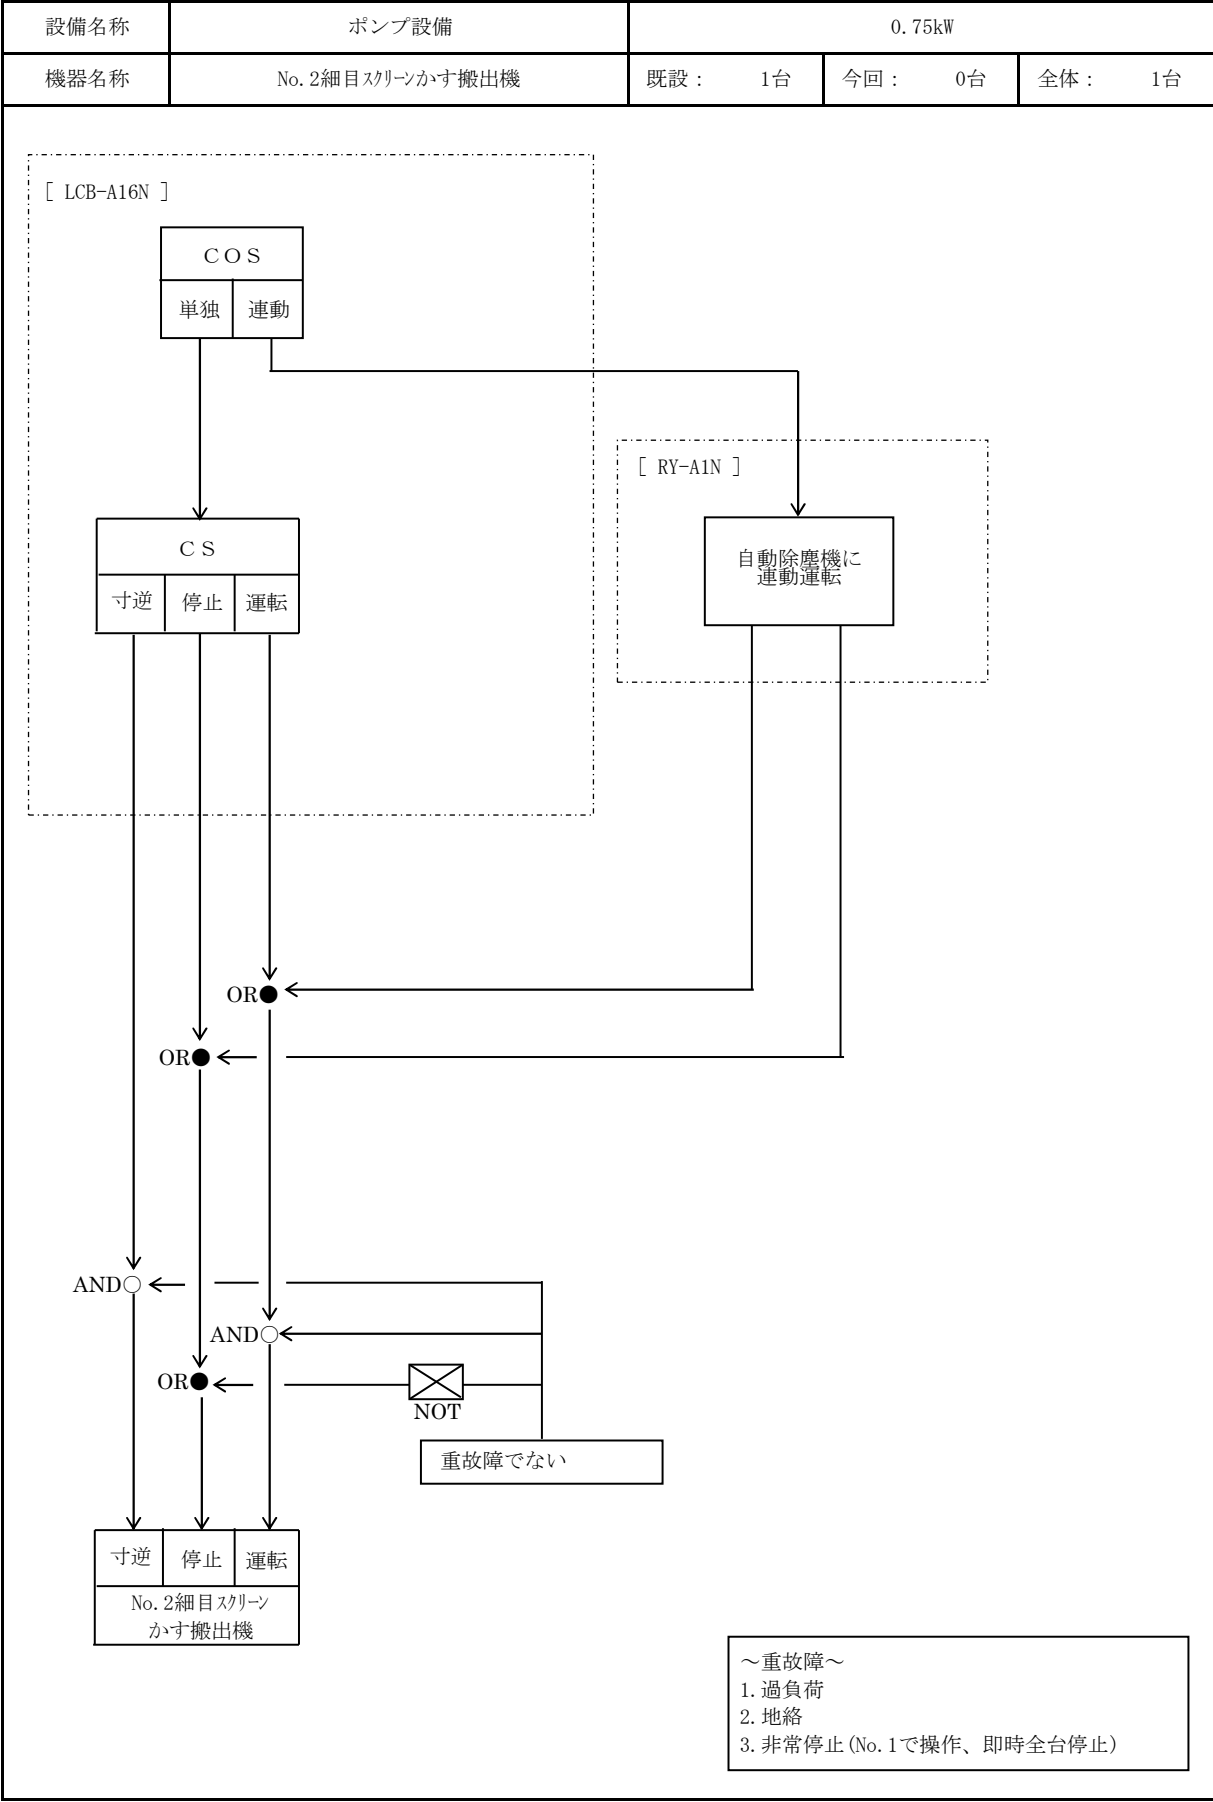 設備名称 ポンプ設備 0.75kW
機器名称 No.2細目ｽｸﾘｰﾝかす搬出機 既設： 1台 今回： 0台 全体： 1台
[ LCB-A16N ]
ＣＯＳ
単独 連動
[ RY-A1N ]
ＣＳ
寸逆 停止 運転
自動除塵機に
連動運転
OR●
OR●
AND○
AND○
OR●
NOT
重故障でない
寸逆 停止 運転
No.2細目ｽｸﾘｰﾝ
かす搬出機
～重故障～
1.過負荷
2.地絡
3.非常停止(No.1で操作、即時全台停止)